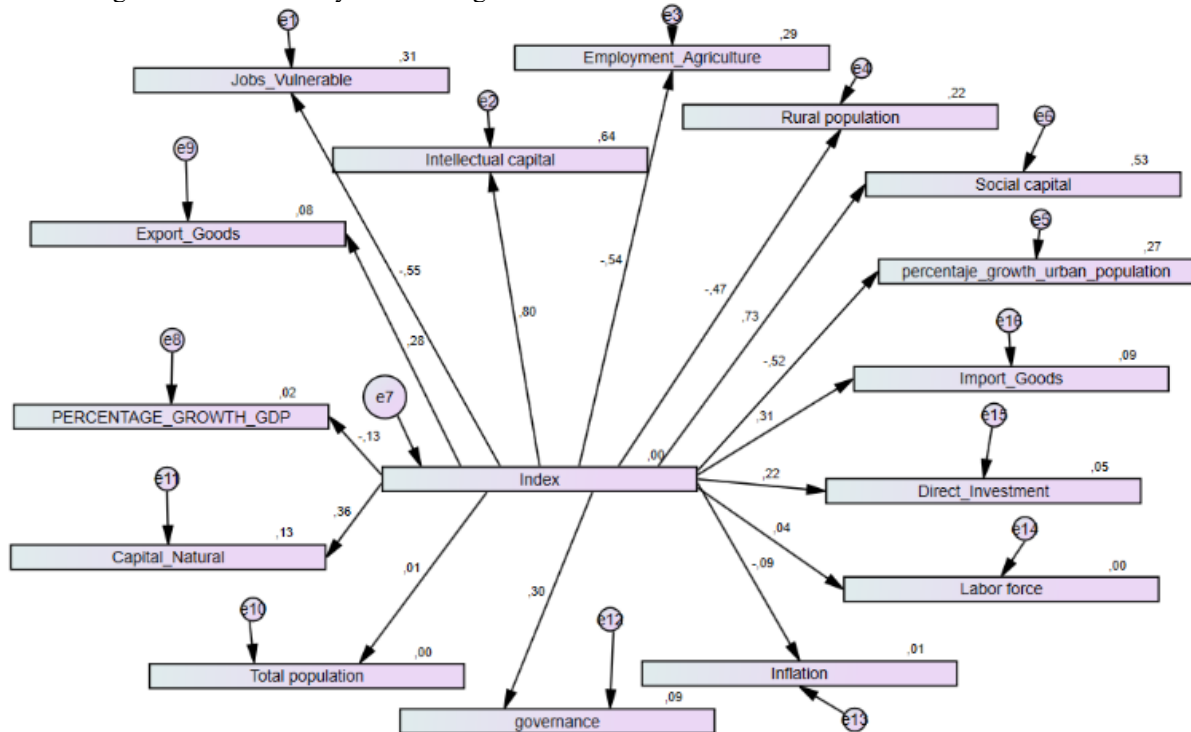 e1
e3
,31
,29
Jobs_Vulnerable
Employment_Agriculture
e2
e4
,64
,22
Intellectual capital
Rural population
e6
e9
,53
Social capital
,08
Export_Goods
e5
,27
percentaje_growth_urban_population
-,55
-,54
-,47
,80
,73
-,52
,28
e8
e16
,02
,09
PERCENTAGE_GROWTH_GDP
Import_Goods
e7
-,13
,31
e15
,00
Index
e11
,22
,05
Direct_Investment
,36
,13
Capital_Natural
,04
e14
-,09
,00
Labor force
,01
,30
e10
e12
,00
Total population
,01
Inflation
,09
governance
e13